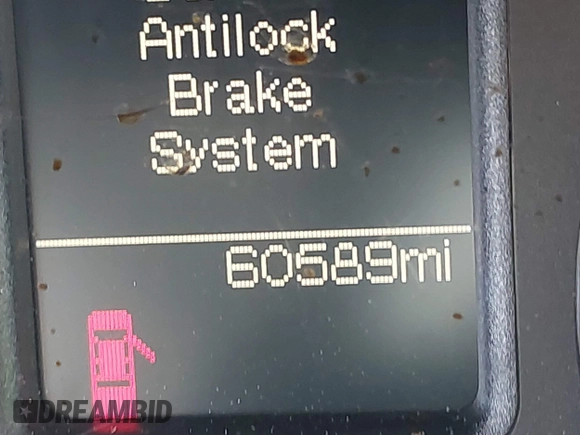 Antilock
Brake
System
60589mi
DREAMBID